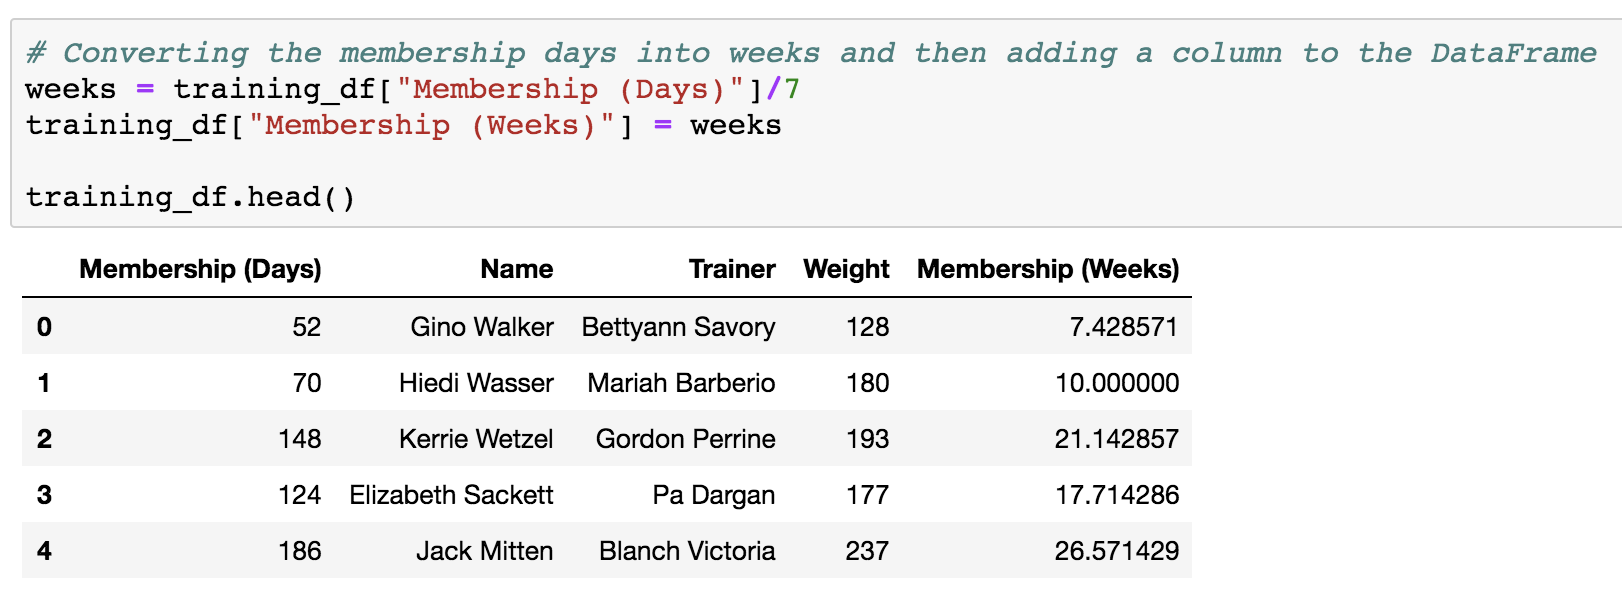 # Converting the membership days into weeks and then adding a column to the DataFrame
weeks = training_df["Membership (Days)"]/7
training_df["Membership (Weeks)"] = weeks
training_df.head()
Membership (Days) Name Trainer Weight Membership (Weeks)
0 52 Gino Walker Bettyann Savory 128 7.428571
1 70 Hiedi Wasser Mariah Barberio 180 10.000000
2 148 Kerrie Wetzel Gordon Perrine 193 21.142857
3 124 Elizabeth Sackett Pa Dargan 177 17.714286
4 186 Jack Mitten Blanch Victoria 237 26.571429